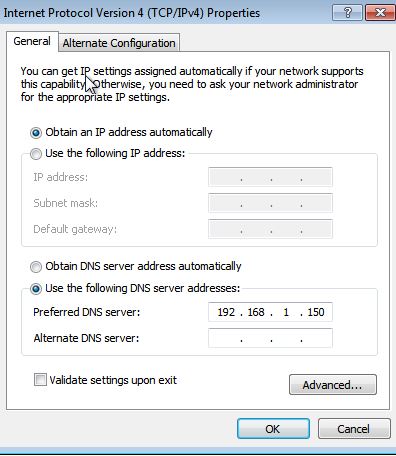 Internet Protocol Version 4 (TCP/IPv4) Properties
General
Alternate Configuration
You can get IP settings assigned automatically if your network supports
this capability. Otherwise, you need to ask your network administrator
for the appropriate IP settings.
Obtain an IP address automatically
Use the following IP address:
IP address:
Subnet mask:
Default gateway:
Obtain DNS server address automatically
Use the following DNS server addresses:
Preferred DNS server: 192 . 168 . 1 . 150
Alternate DNS server:
Validate settings upon exit
Advanced...
OK
Cancel